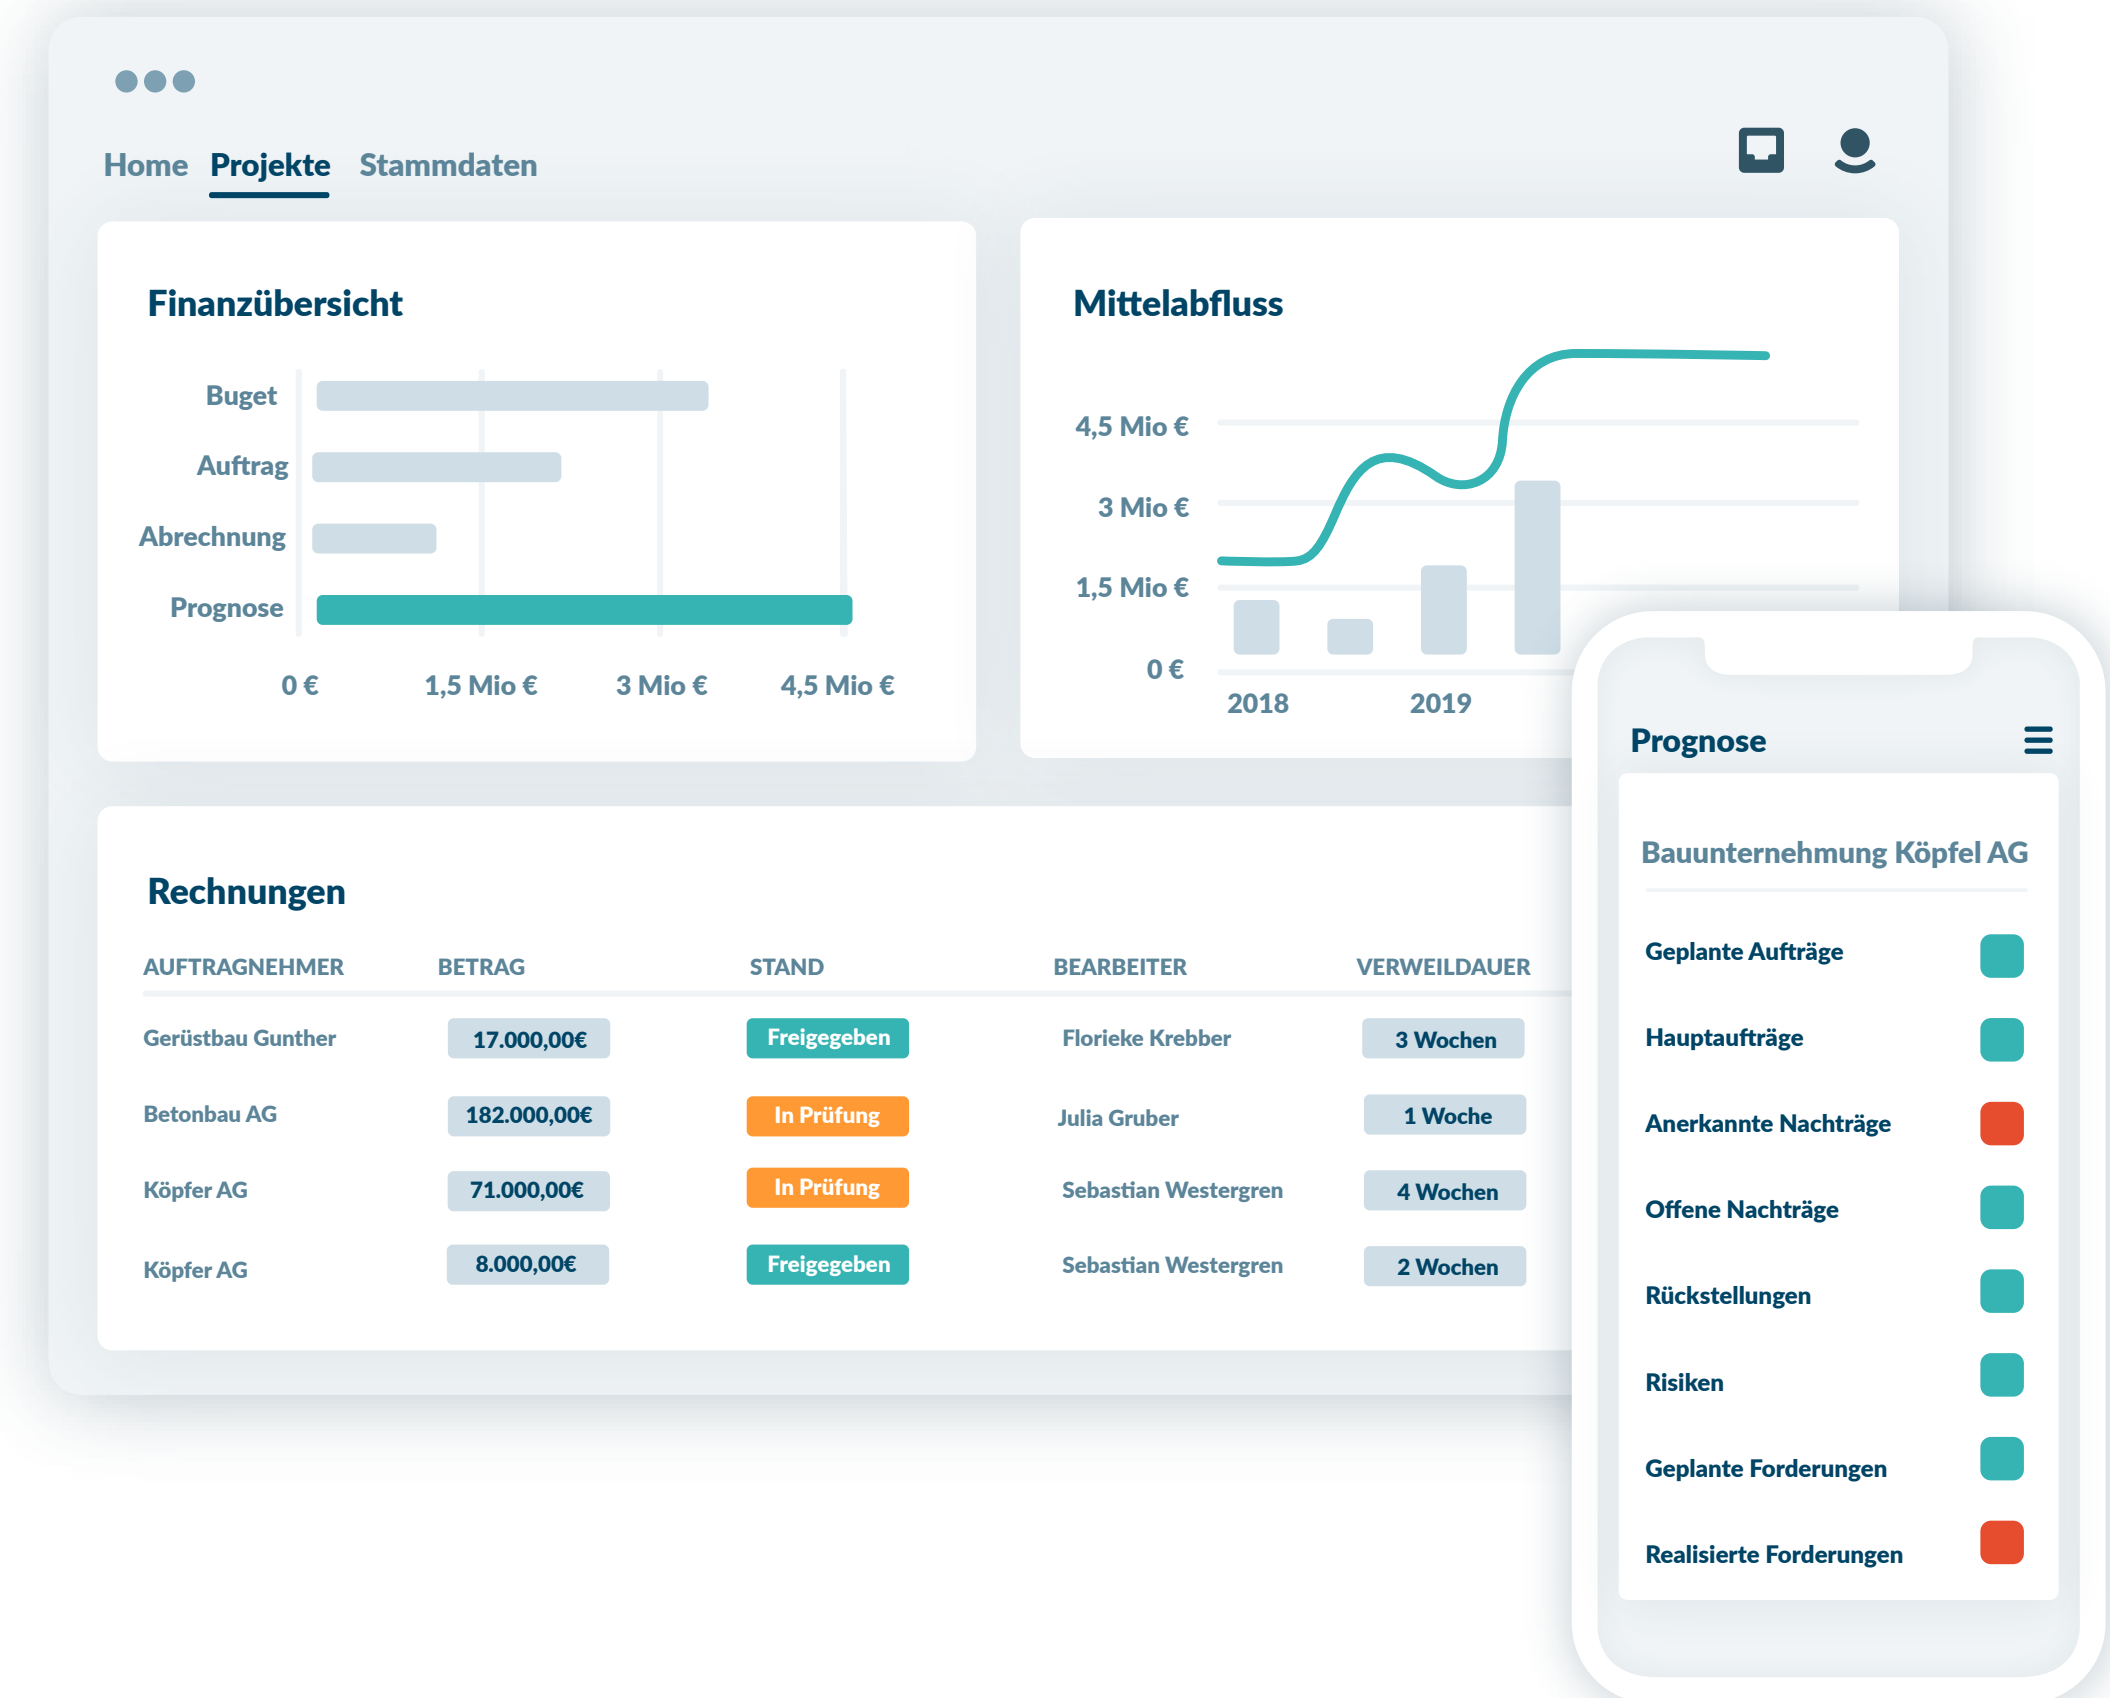 Home Projekte Stammdaten
Finanzübersicht
Buget
Auftrag
Abrechnung
Prognose
0 € 1,5 Mio € 3 Mio € 4,5 Mio €
Mittelabfluss
4,5 Mio €
3 Mio €
1,5 Mio €
0 €
2018 2019
Rechnungen
AUFTRAGNEHMER BETRAG STAND BEARBEITER VERWEILDAUER
Gerüstbau Gunther 17.000,00€ Freigegeben Florieke Krebber 3 Wochen
Betonbau AG 182.000,00€ In Prüfung Julia Gruber 1 Woche
Köpfer AG 71.000,00€ In Prüfung Sebastian Westergren 4 Wochen
Köpfer AG 8.000,00€ Freigegeben Sebastian Westergren 2 Wochen
Prognose
Bauunternehmung Köpfel AG
Geplante Aufträge
Hauptaufträge
Anerkannte Nachträge
Offene Nachträge
Rückstellungen
Risiken
Geplante Forderungen
Realisierte Forderungen